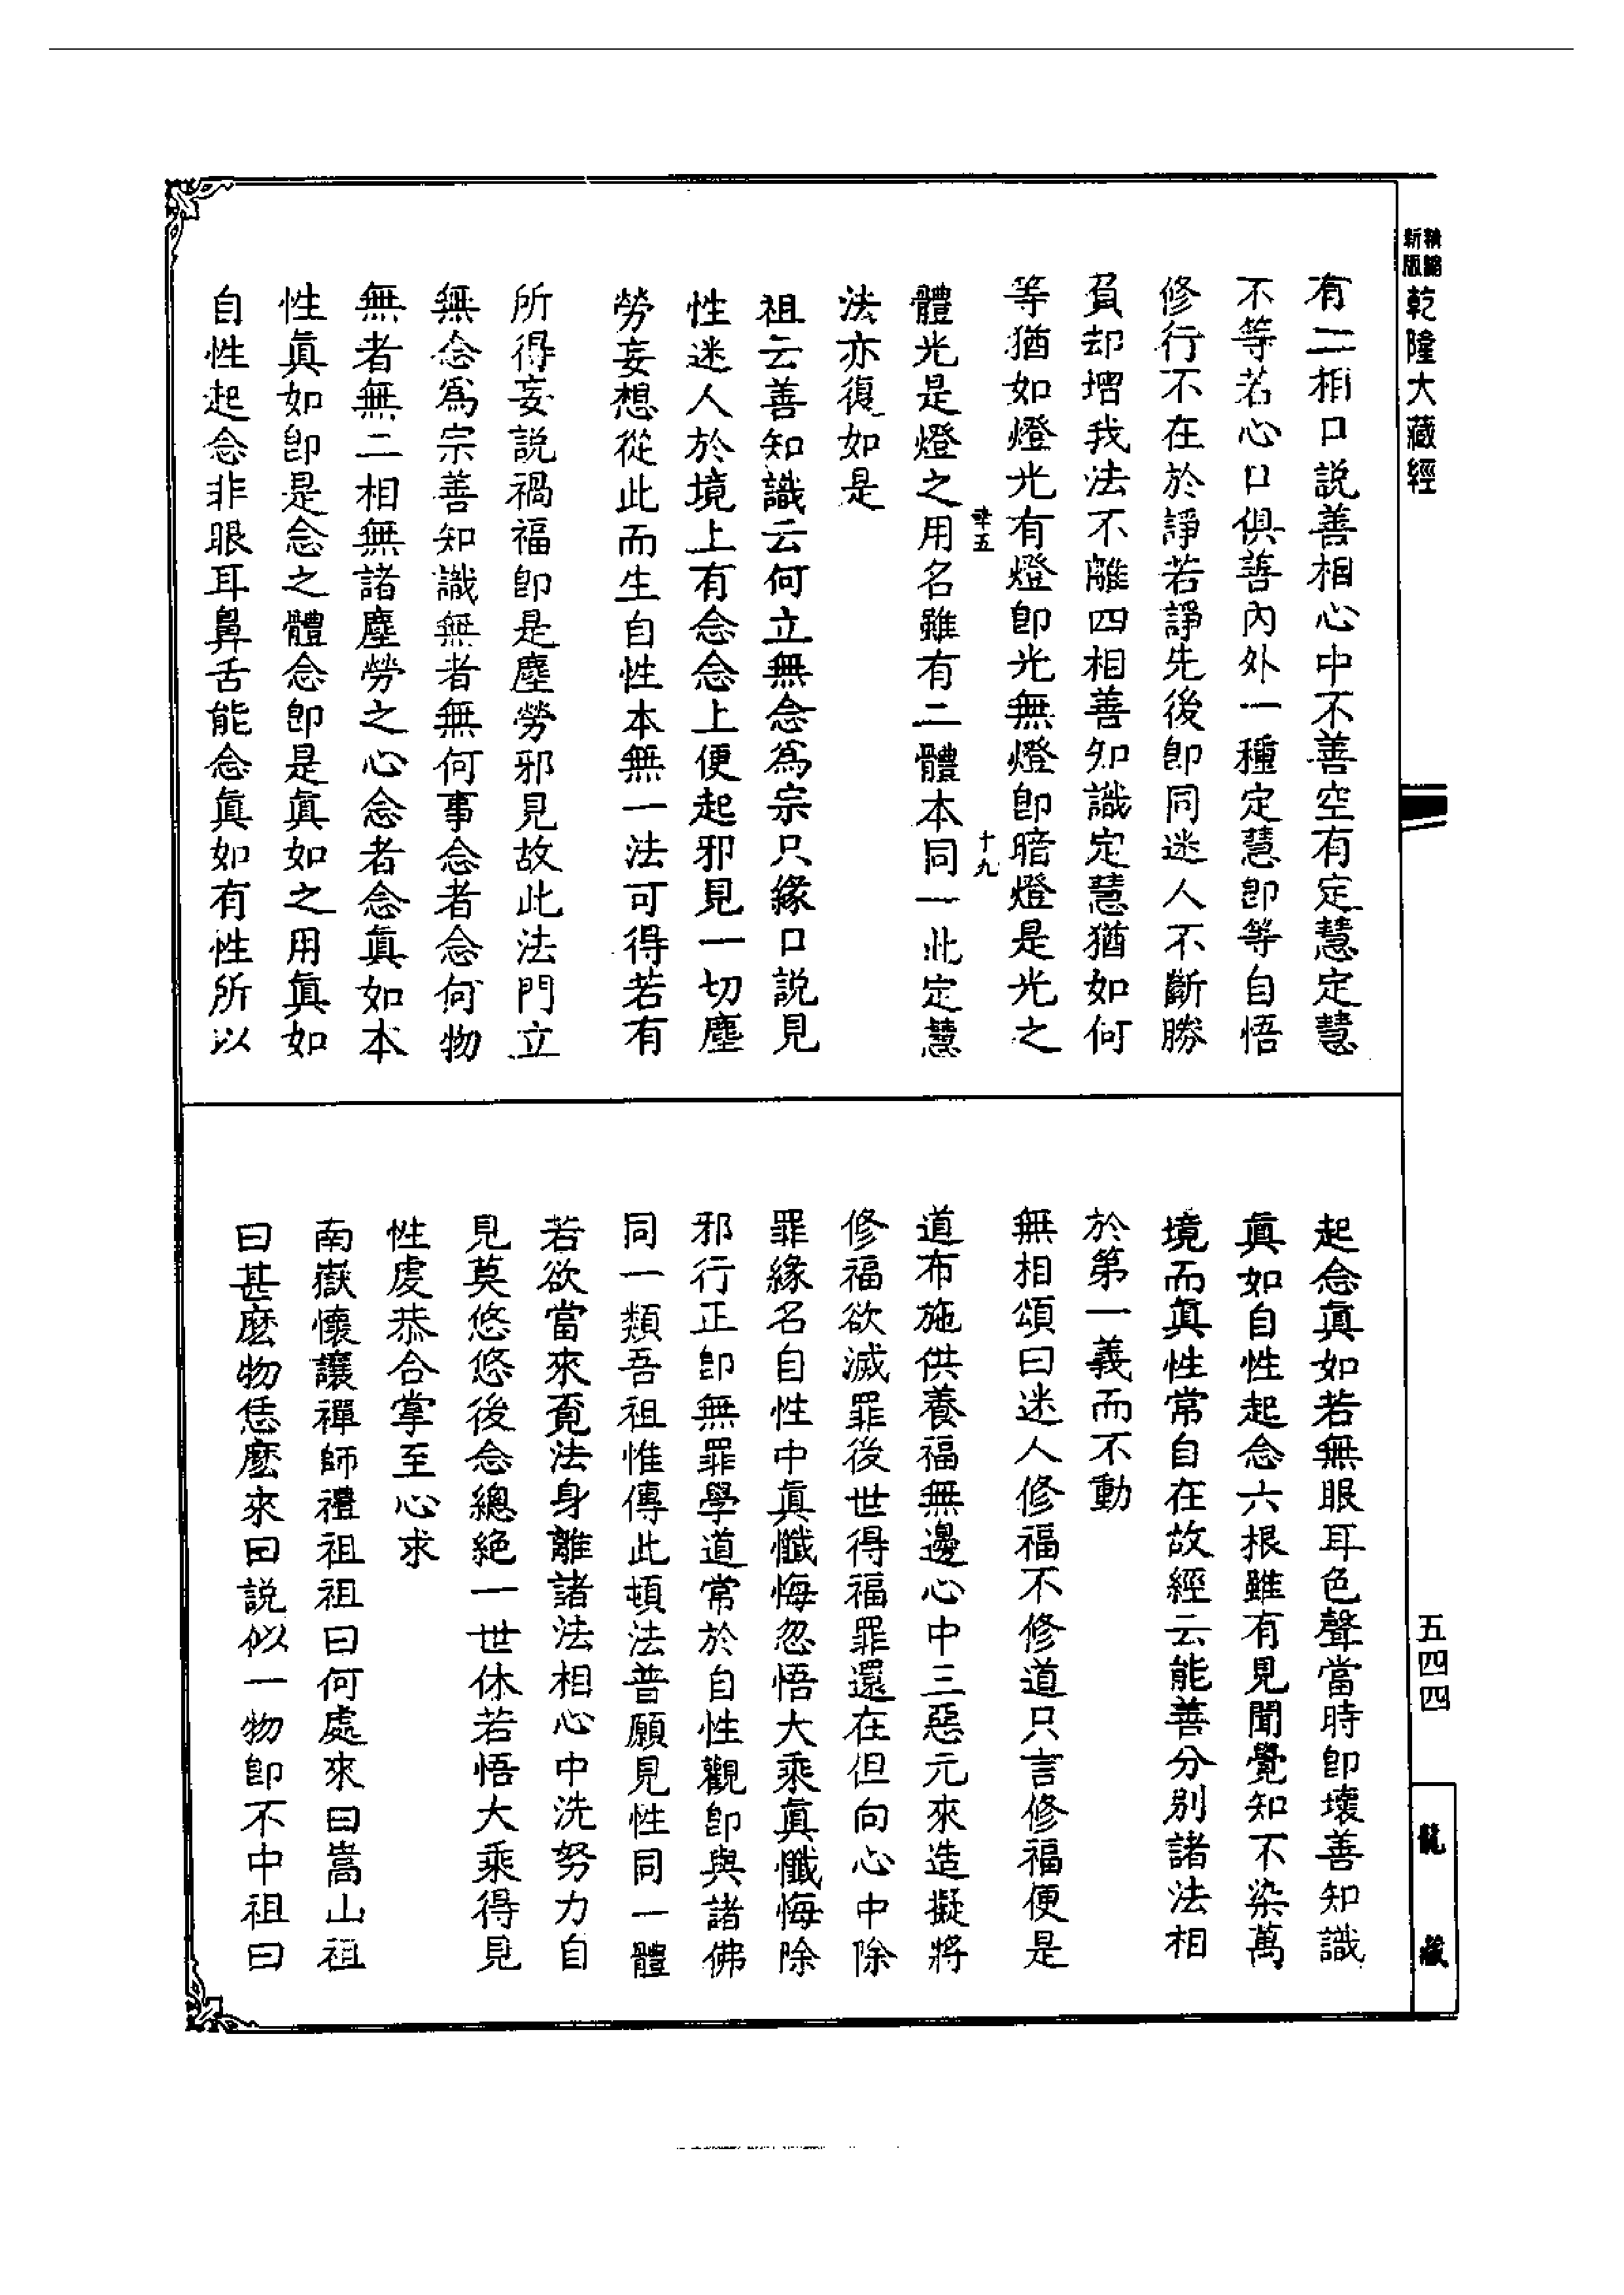 精縮新版乾隆大藏經
有二相口説善相心中不善空有定慧定慧
不等若心口俱善内外一種定慧卽等自悟
修行不在於諍若諍先後卽同迷人不斷勝
負却增我法不離四相善知識定慧猶如何
等猶如燈光有燈卽光無燈卽暗燈是光之
䇄五 十九
體光是燈之用名雖有二體本同一此定慧
法亦復如是
祖云善知識云何立無念爲宗只緣口説見
性迷人於境上有念念上便起邪見一切塵
勞妄想從此而生自性本無一法可得若有
所得妄説禍福卽是塵勞邪見故此法門立
無念爲宗善知識無者無何事念者念何物
無者無二相無諸塵勞之心念者念眞如本
性眞如卽是念之體念卽是眞如之用眞如
自性起念非眼耳鼻舌能念眞如有性所以
起念眞如若無眼耳色聲當時卽壞善知識
眞如自性起念六根雖有見聞覺知不染萬
境而眞性常自在故經云能善分别諸法相
於第一義而不動
無相頌曰迷人修福不修道只言修福便是
道布施供養福無邊心中三惡元來造擬將
修福欲滅罪後世得福罪還在但向心中除
罪緣名自性中眞懺悔忽悟大乘眞懺悔除
邪行正卽無罪學道常於自性觀卽與諸佛
同一類吾祖惟傳此頓法普願見性同一體
若欲當來覓法身離諸法相心中洗努力自
見莫悠悠後念總絶一世休若悟大乘得見
性處恭合掌至心求
南嶽懷讓禪師禮祖祖曰何處來曰嵩山祖
曰甚麽物恁麽來曰説似一物卽不中祖曰
五四四
龍藏